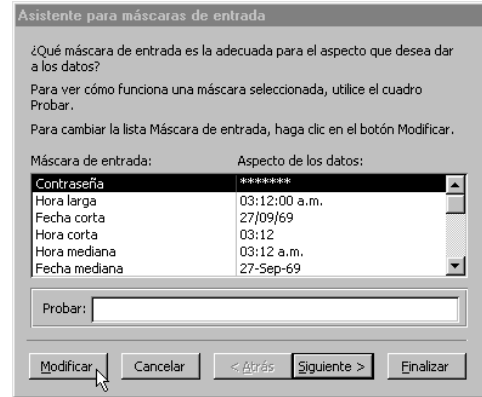 Asistente para máscaras de entrada
¿Qué máscara de entrada es la adecuada para el aspecto que desea dar
a los datos?
Para ver cómo funciona una máscara seleccionada, utilice el cuadro
Probar.
Para cambiar la lista Máscara de entrada, haga clic en el botón Modificar.
Máscara de entrada: Aspecto de los datos:
Contraseña *******
Hora larga 03:12:00 a.m.
Fecha corta 27/09/69
Hora corta 03:12
Hora mediana 03:12 a.m.
Fecha mediana 27-Sep-69
Probar:
Modificar Cancelar < Atrás Siguiente > Finalizar